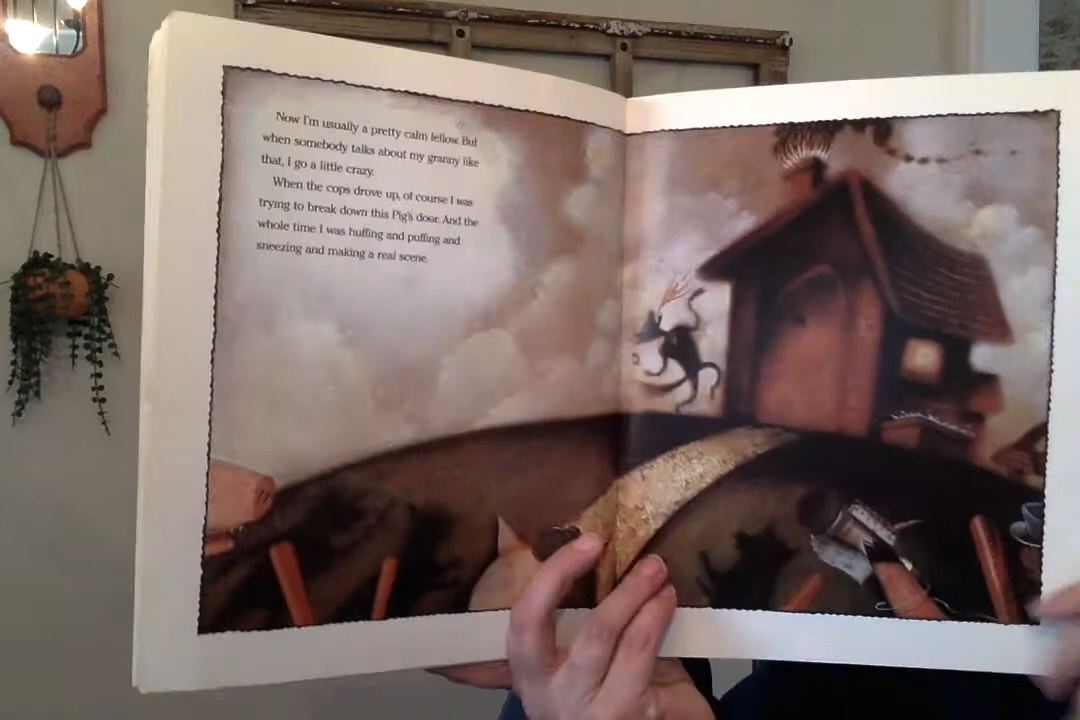 Now I'm usually a pretty calm fellow. But
when somebody talks about my granny like
that, I go a little crazy.
When the cops drove up, of course I was
trying to break down this Pig's door. And the
whole time I was huffing and puffing and
sneezing and making a real scene.